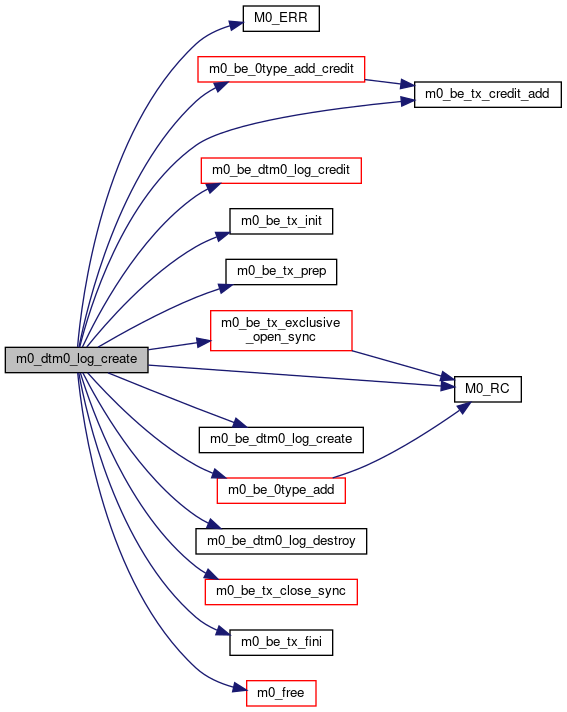 M0_ERR
m0_be_0type_add_credit
m0_be_tx_credit_add
m0_be_dtm0_log_credit
m0_be_tx_init
m0_be_tx_prep
m0_be_tx_exclusive
_open_sync
m0_dtm0_log_create
M0_RC
m0_be_dtm0_log_create
m0_be_0type_add
m0_be_dtm0_log_destroy
m0_be_tx_close_sync
m0_be_tx_fini
m0_free